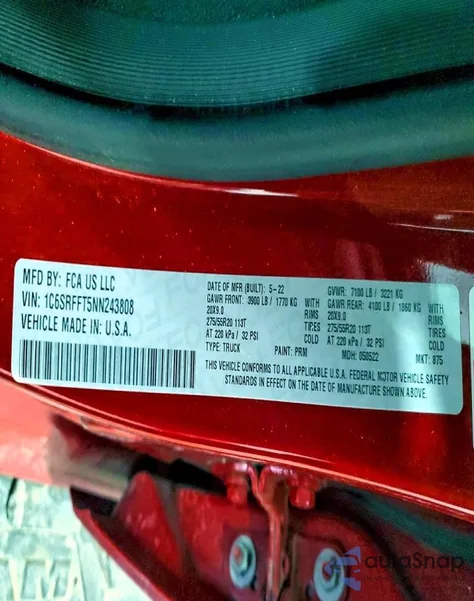 MFD BY: FCA US LLC
VIN: 1C6SRFFT5NN243808
VEHICLE MADE IN: U.S.A.
DATE OF MFR (BUILT): 5-22 GVWR: 7100 LB / 3221 KG
GAWR FRONT: 3900 LB / 1770 KG WITH GAWR REAR: 4100 LB / 1860 KG WITH
20X9.0 RIMS 20X9.0 RIMS
275/55R20 113T TIRES 275/55R20 113T TIRES
AT 220 kPa / 32 PSI COLD AT 220 kPa / 32 PSI COLD
TYPE: TRUCK PAINT: PRM MDH: 050522 MKT: 875
THIS VEHICLE CONFORMS TO ALL APPLICABLE U.S.A. FEDERAL MOTOR VEHICLE SAFETY
STANDARDS IN EFFECT ON THE DATE OF MANUFACTURE SHOWN ABOVE.
autaSnap